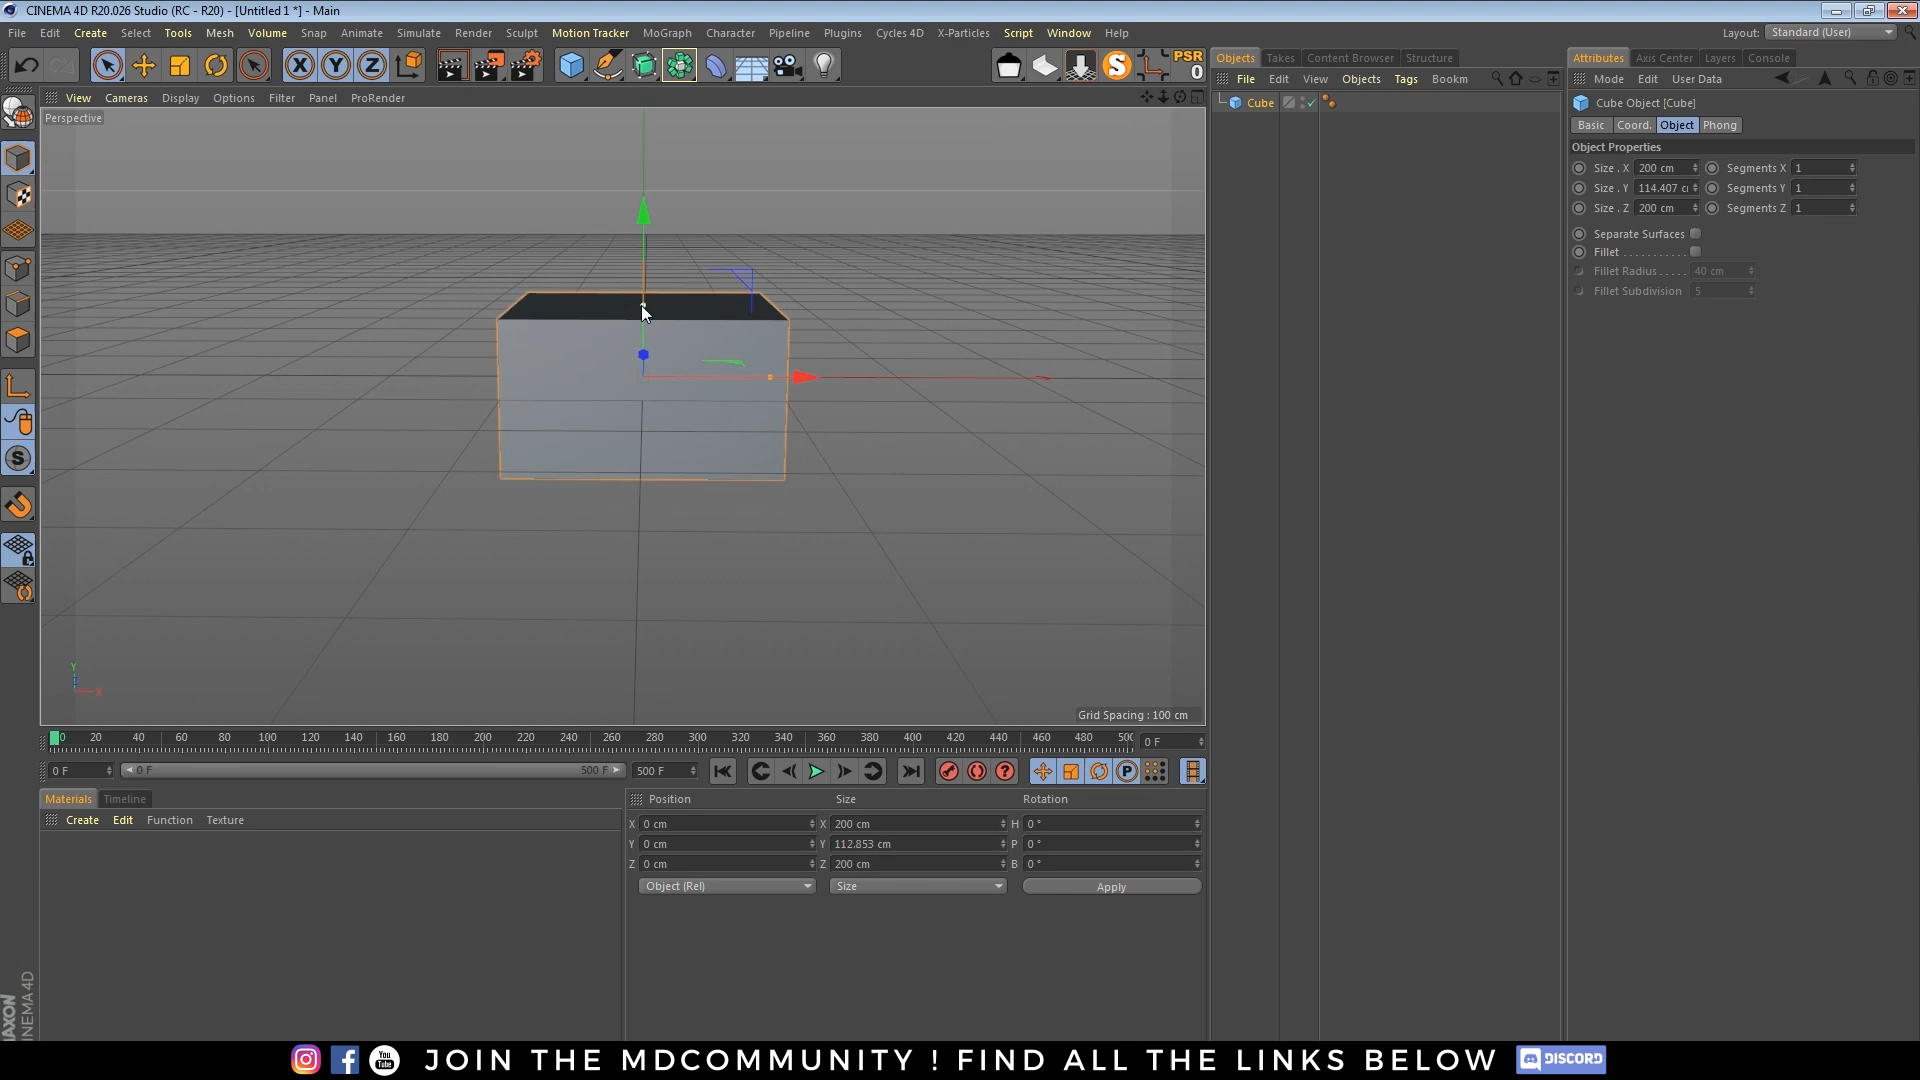 CINEMA 4D R20.026 Studio (RC - R20) - [Untitled 1 *] - Main
File Edit Create Select Tools Mesh Volume Snap Animate Simulate Render Sculpt Motion Tracker MoGraph Character Pipeline Plugins Cycles 4D X-Particles Script Window Help
Layout: Standard (User)
X Y Z
S
PSR
0
View Cameras Display Options Filter Panel ProRender
Perspective
Y
X
Grid Spacing : 100 cm
S
0 20 40 60 80 100 120 140 160 180 200 220 240 260 280 300 320 340 360 380 400 420 440 460 480 500
0 F
0 F
0 F
500 F
500 F
P
Materials Timeline
Create Edit Function Texture
Position Size Rotation
X 0 cm X 200 cm H 0 °
Y 0 cm Y 112.853 cm P 0 °
Z 0 cm Z 200 cm B 0 °
Object (Rel) Size Apply
Objects Takes Content Browser Structure
File Edit View Objects Tags Bookm
Cube
Attributes Axis Center Layers Console
Mode Edit User Data
Cube Object [Cube]
Basic Coord. Object Phong
Object Properties
Size . X 200 cm Segments X 1
Size . Y 114.407 c Segments Y 1
Size . Z 200 cm Segments Z 1
Separate Surfaces
Fillet . . . . . . . . . . .
Fillet Radius . . . . . 40 cm
Fillet Subdivision 5
You Tube
JOIN THE MDCOMMUNITY ! FIND ALL THE LINKS BELOW
DISCORD